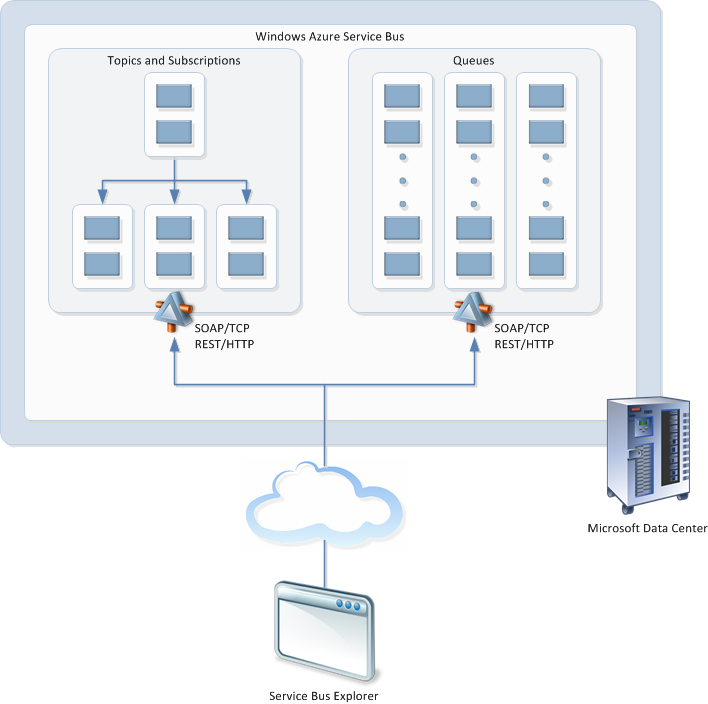 Windows Azure Service Bus
Topics and Subscriptions
Queues
SOAP/TCP
REST/HTTP
SOAP/TCP
REST/HTTP
Microsoft Data Center
Service Bus Explorer